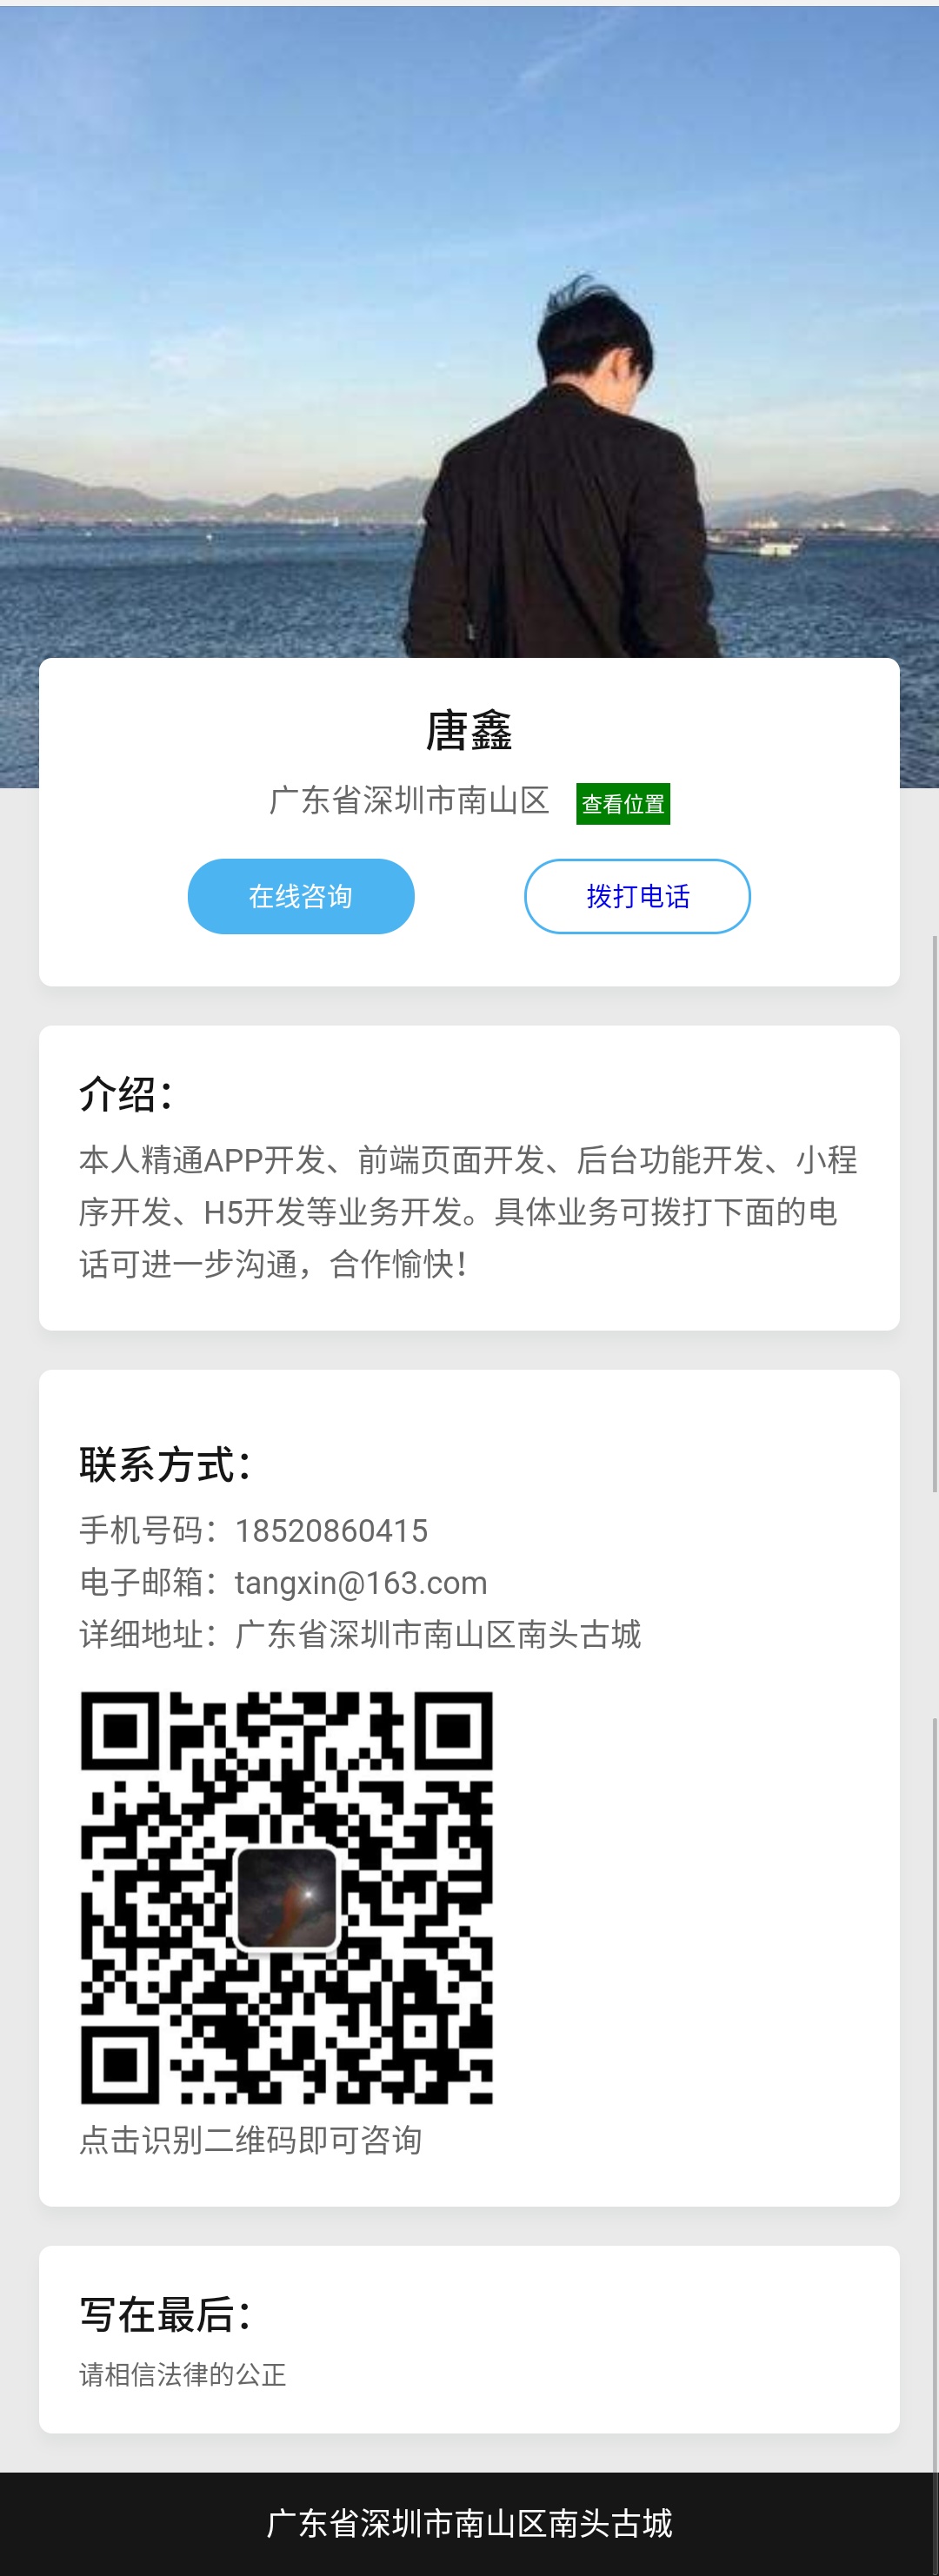 唐鑫
广东省深圳市南山区 查看位置
在线咨询 拨打电话
介绍：
本人精通APP开发、前端页面开发、后台功能开发、小程
序开发、H5开发等业务开发。具体业务可拨打下面的电
话可进一步沟通，合作愉快！
联系方式：
手机号码：18520860415
电子邮箱：tangxin@163.com
详细地址：广东省深圳市南山区南头古城
点击识别二维码即可咨询
写在最后：
请相信法律的公正
广东省深圳市南山区南头古城